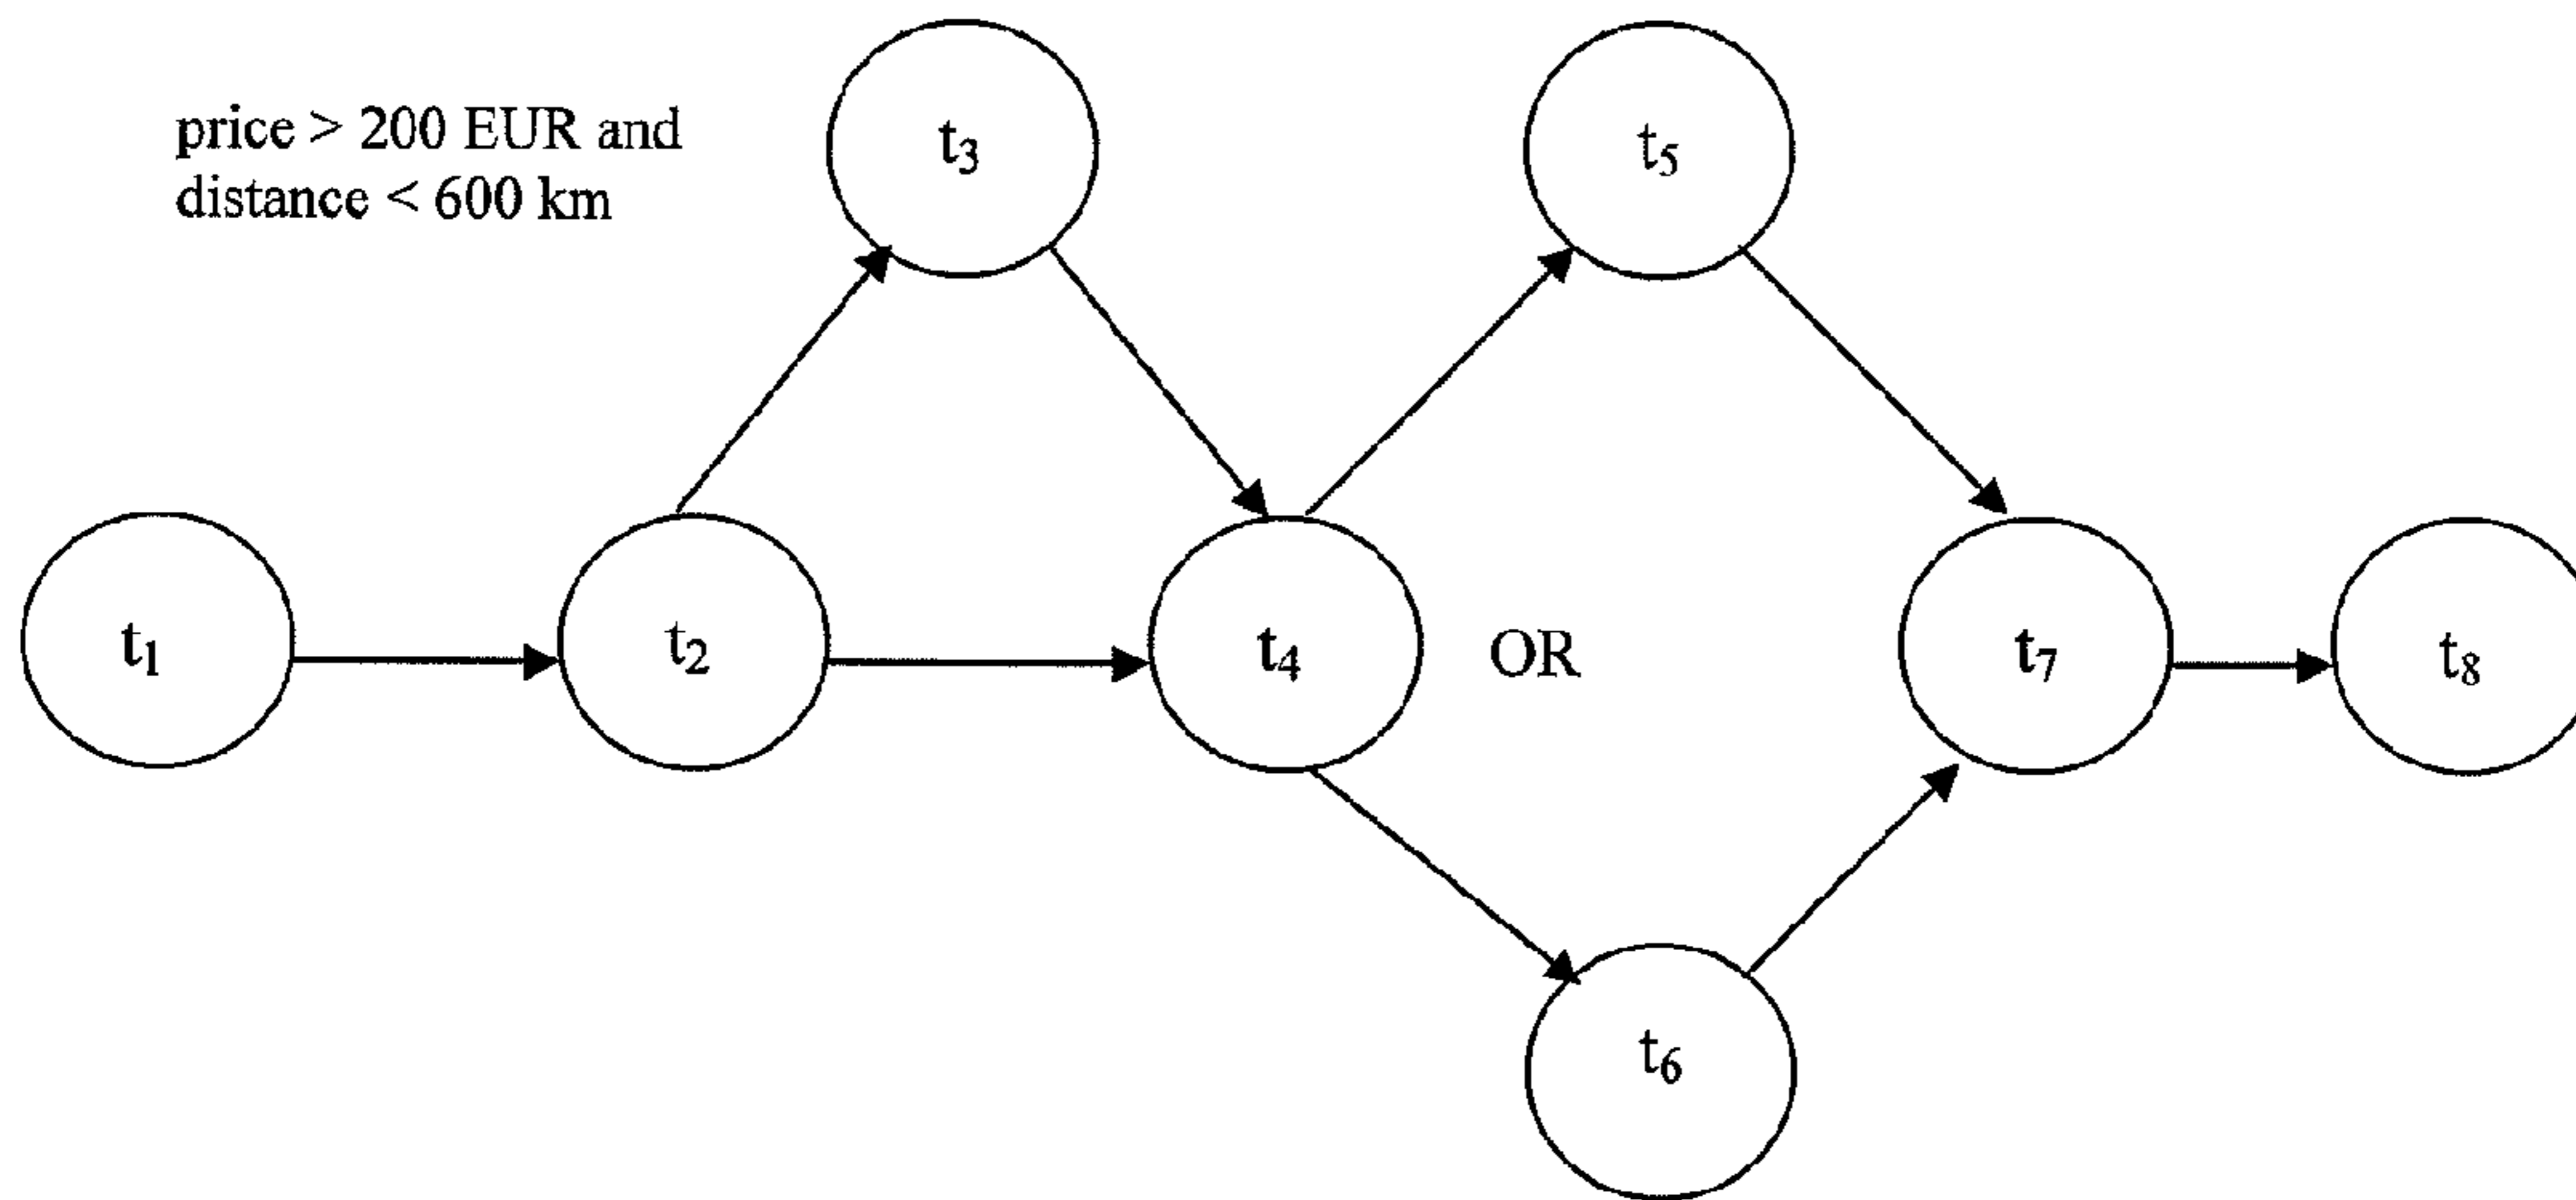 price > 200 EUR and
distance < 600 km
t3
t5
t1
t2
t4
OR
t7
t8
t6